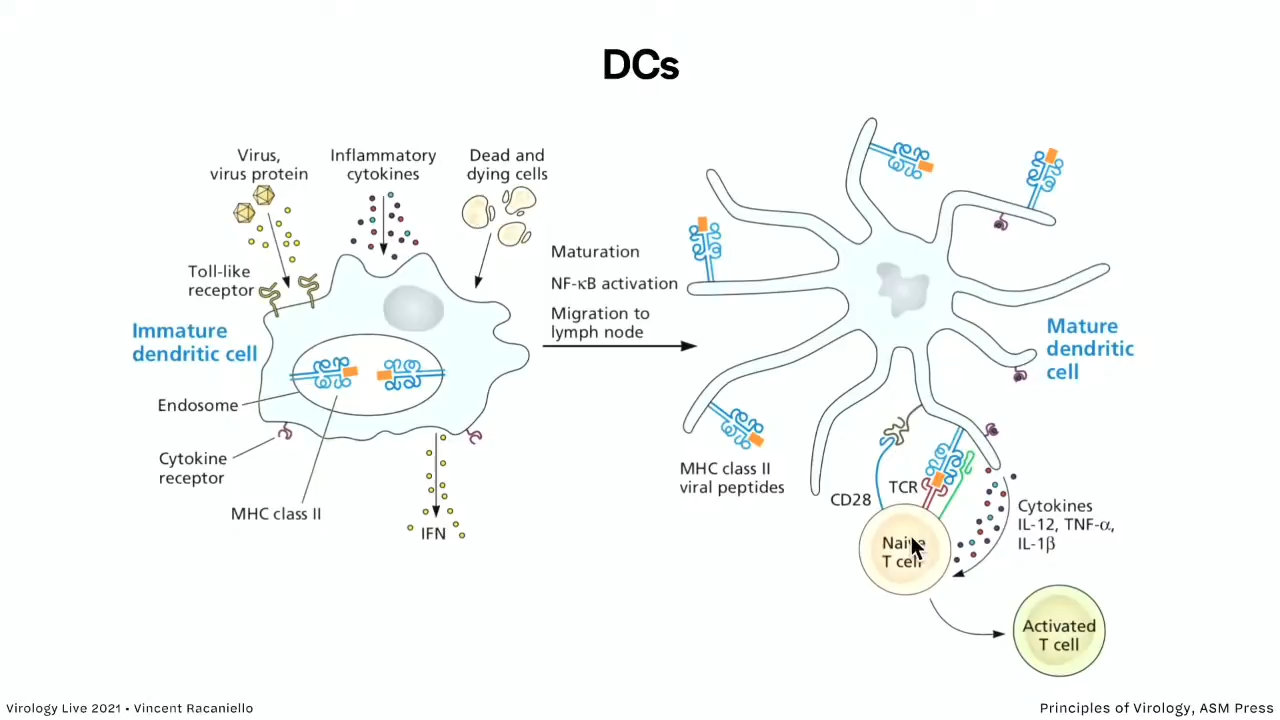 DCs
Virus,
virus protein
Inflammatory
cytokines
Dead and
dying cells
Toll-like
receptor
Immature
dendritic cell
Endosome
Cytokine
receptor
MHC class II
IFN
Maturation
NF-κB activation
Migration to
lymph node
Mature
dendritic
cell
MHC class II
viral peptides
CD28
TCR
Naive
T cell
Cytokines
IL-12, TNF-α,
IL-1β
Activated
T cell
Virology Live 2021 • Vincent Racaniello
Principles of Virology, ASM Press